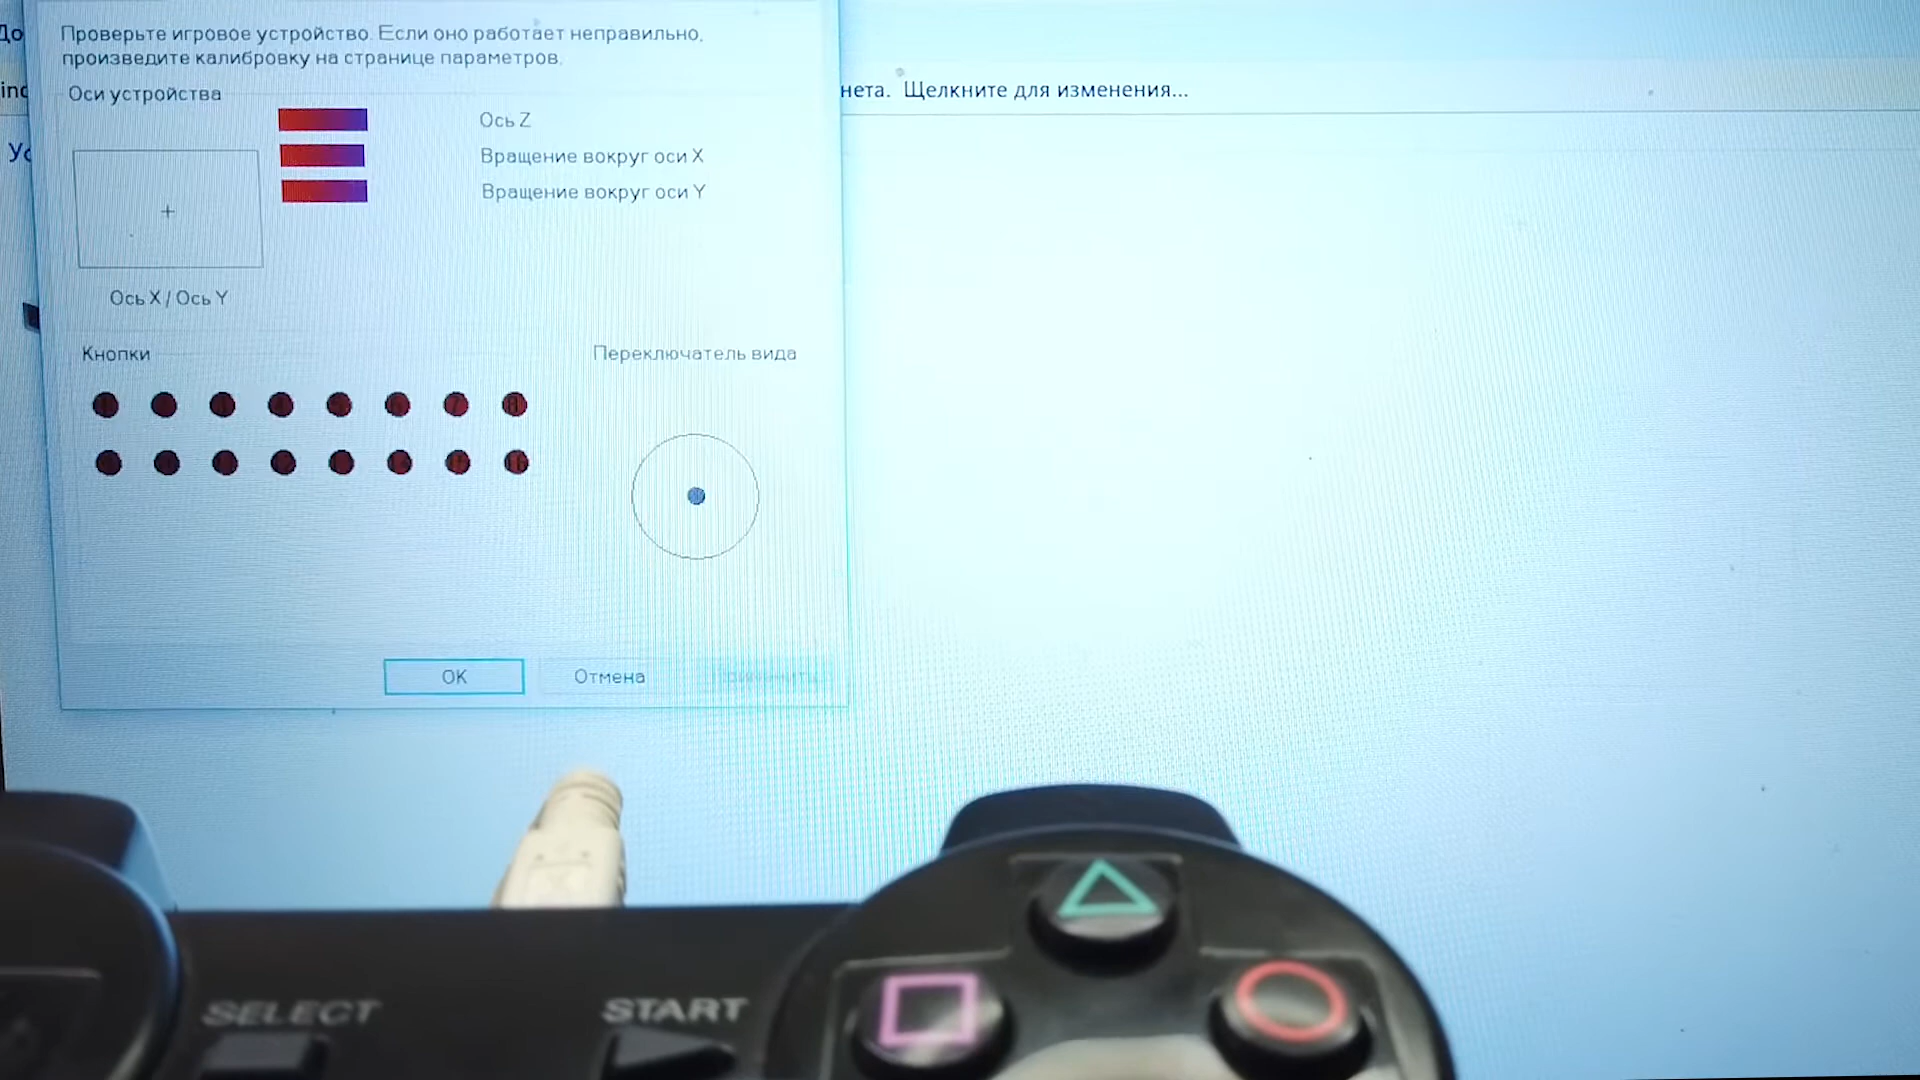 Проверьте игровое устройство. Если оно работает неправильно,
произведите калибровку на странице параметров.
нета. Щелкните для изменения...
Оси устройства
Ось Z
Вращение вокруг оси X
Вращение вокруг оси Y
Ось X / Ось Y
Кнопки
Переключатель вида
OK
Отмена
SELECT
START